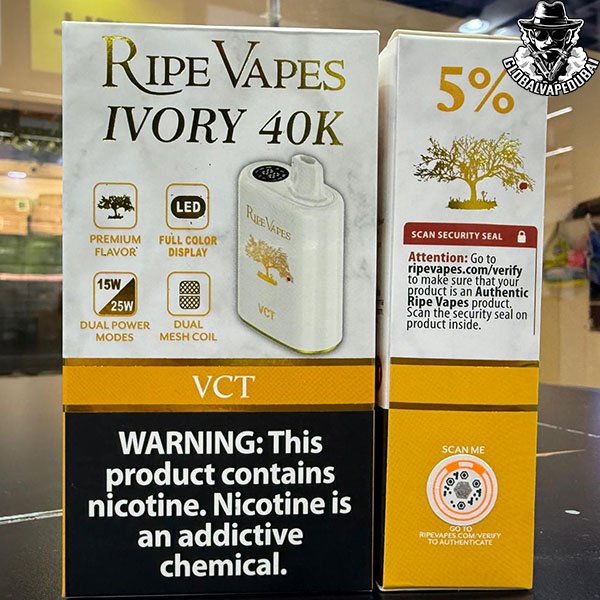 RIPE VAPES
IVORY 40K
PREMIUM
FLAVOR
LED
FULL COLOR
DISPLAY
15W
25W
DUAL POWER
MODES
DUAL
MESH COIL
RIPE VAPES
VCT
VCT
WARNING: This
product contains
nicotine. Nicotine is
an addictive
chemical.
GLOBALVAPEDUBAI
5%
SCAN SECURITY SEAL
Attention: Go to
ripevapes.com/verify
to make sure that your
product is an Authentic
Ripe Vapes product.
Scan the security seal on
product inside.
SCAN ME
GO TO
RIPEVAPES.COM/VERIFY
TO AUTHENTICATE